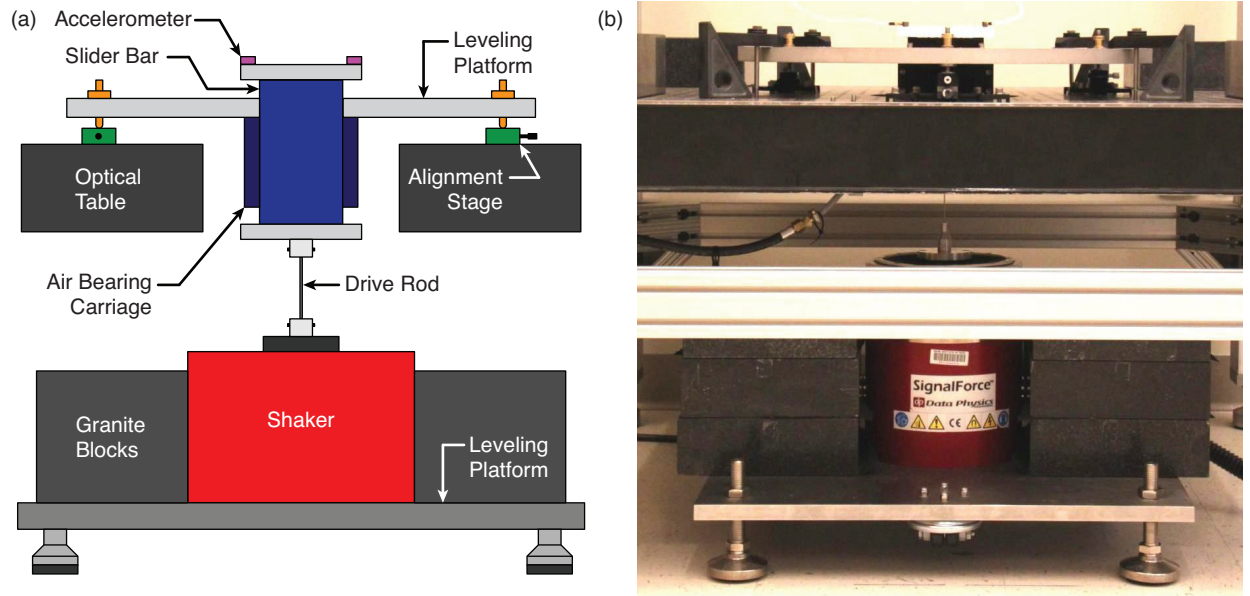 (a)
Accelerometer
Slider Bar
Leveling
Platform
Optical
Table
Alignment
Stage
Air Bearing
Carriage
Drive Rod
Granite
Blocks
Shaker
Leveling
Platform
(b)
SignalForce™
Data Physics
CE